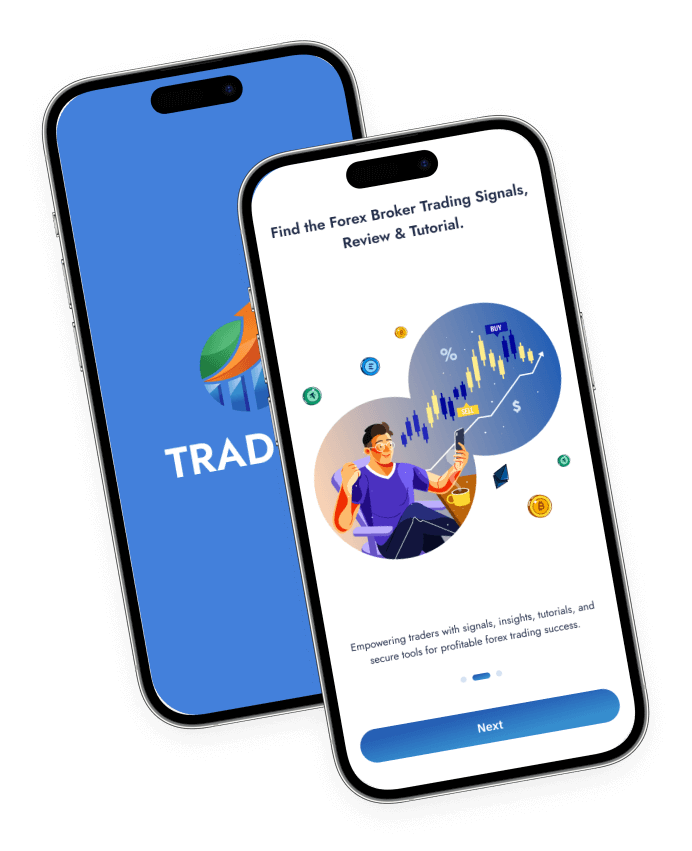 TRAD
Find the Forex Broker Trading Signals,
Review & Tutorial.
BUY
%
SELL
$
Empowering traders with signals, insights, tutorials, and
secure tools for profitable forex trading success.
Next